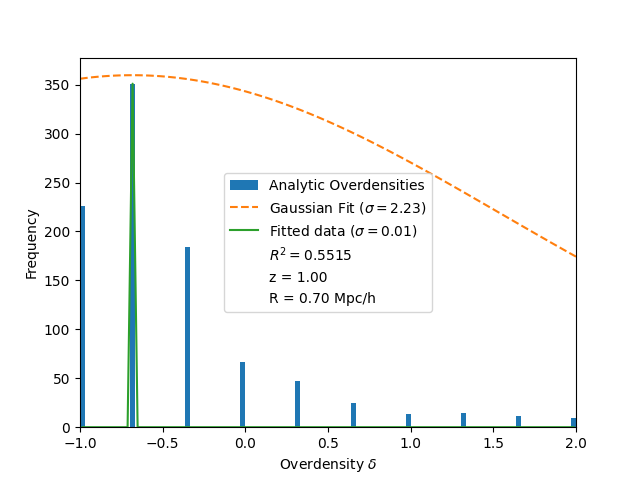 350
300
250
200
150
100
50
0
Frequency
Analytic Overdensities
Gaussian Fit (σ = 2.23)
Fitted data (σ = 0.01)
R² = 0.5515
z = 1.00
R = 0.70 Mpc/h
−1.0 −0.5 0.0 0.5 1.0 1.5 2.0
Overdensity δ